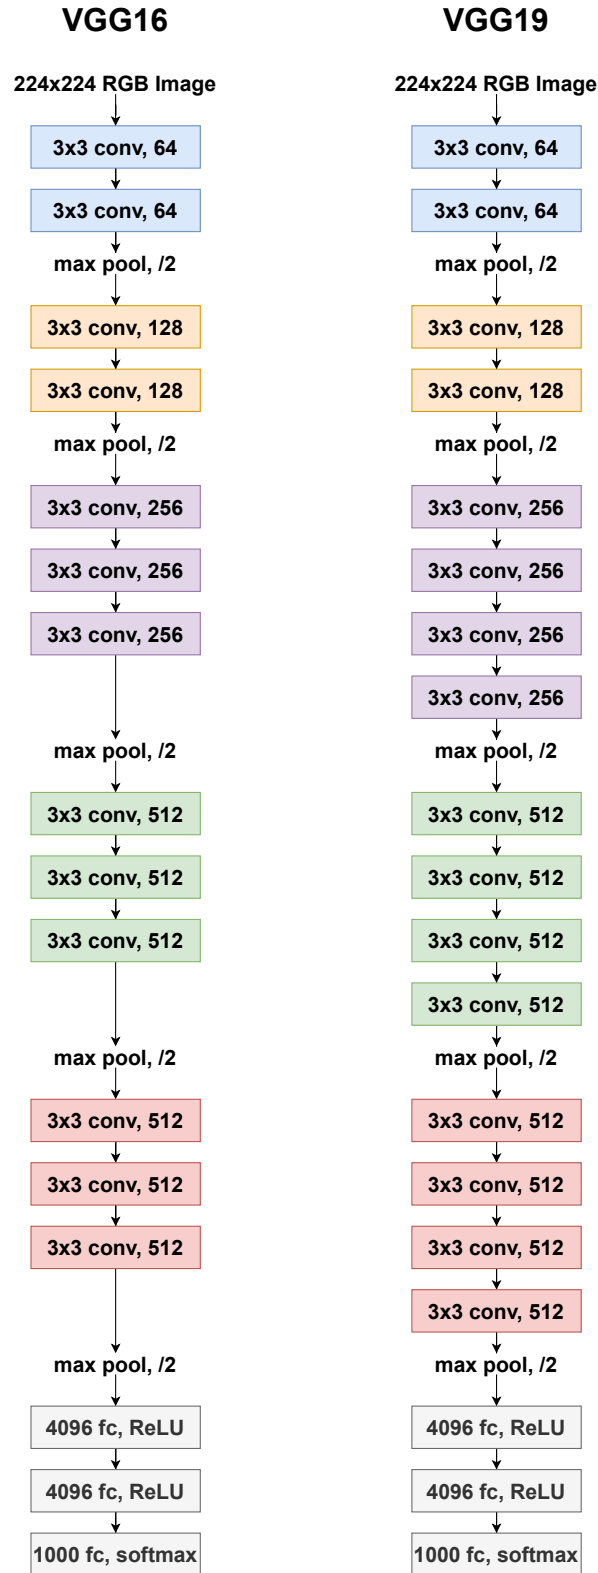 VGG16
224x224 RGB Image
3x3 conv, 64
3x3 conv, 64
max pool, /2
3x3 conv, 128
3x3 conv, 128
max pool, /2
3x3 conv, 256
3x3 conv, 256
3x3 conv, 256
max pool, /2
3x3 conv, 512
3x3 conv, 512
3x3 conv, 512
max pool, /2
3x3 conv, 512
3x3 conv, 512
3x3 conv, 512
max pool, /2
4096 fc, ReLU
4096 fc, ReLU
1000 fc, softmax
VGG19
224x224 RGB Image
3x3 conv, 64
3x3 conv, 64
max pool, /2
3x3 conv, 128
3x3 conv, 128
max pool, /2
3x3 conv, 256
3x3 conv, 256
3x3 conv, 256
3x3 conv, 256
max pool, /2
3x3 conv, 512
3x3 conv, 512
3x3 conv, 512
3x3 conv, 512
max pool, /2
3x3 conv, 512
3x3 conv, 512
3x3 conv, 512
3x3 conv, 512
max pool, /2
4096 fc, ReLU
4096 fc, ReLU
1000 fc, softmax